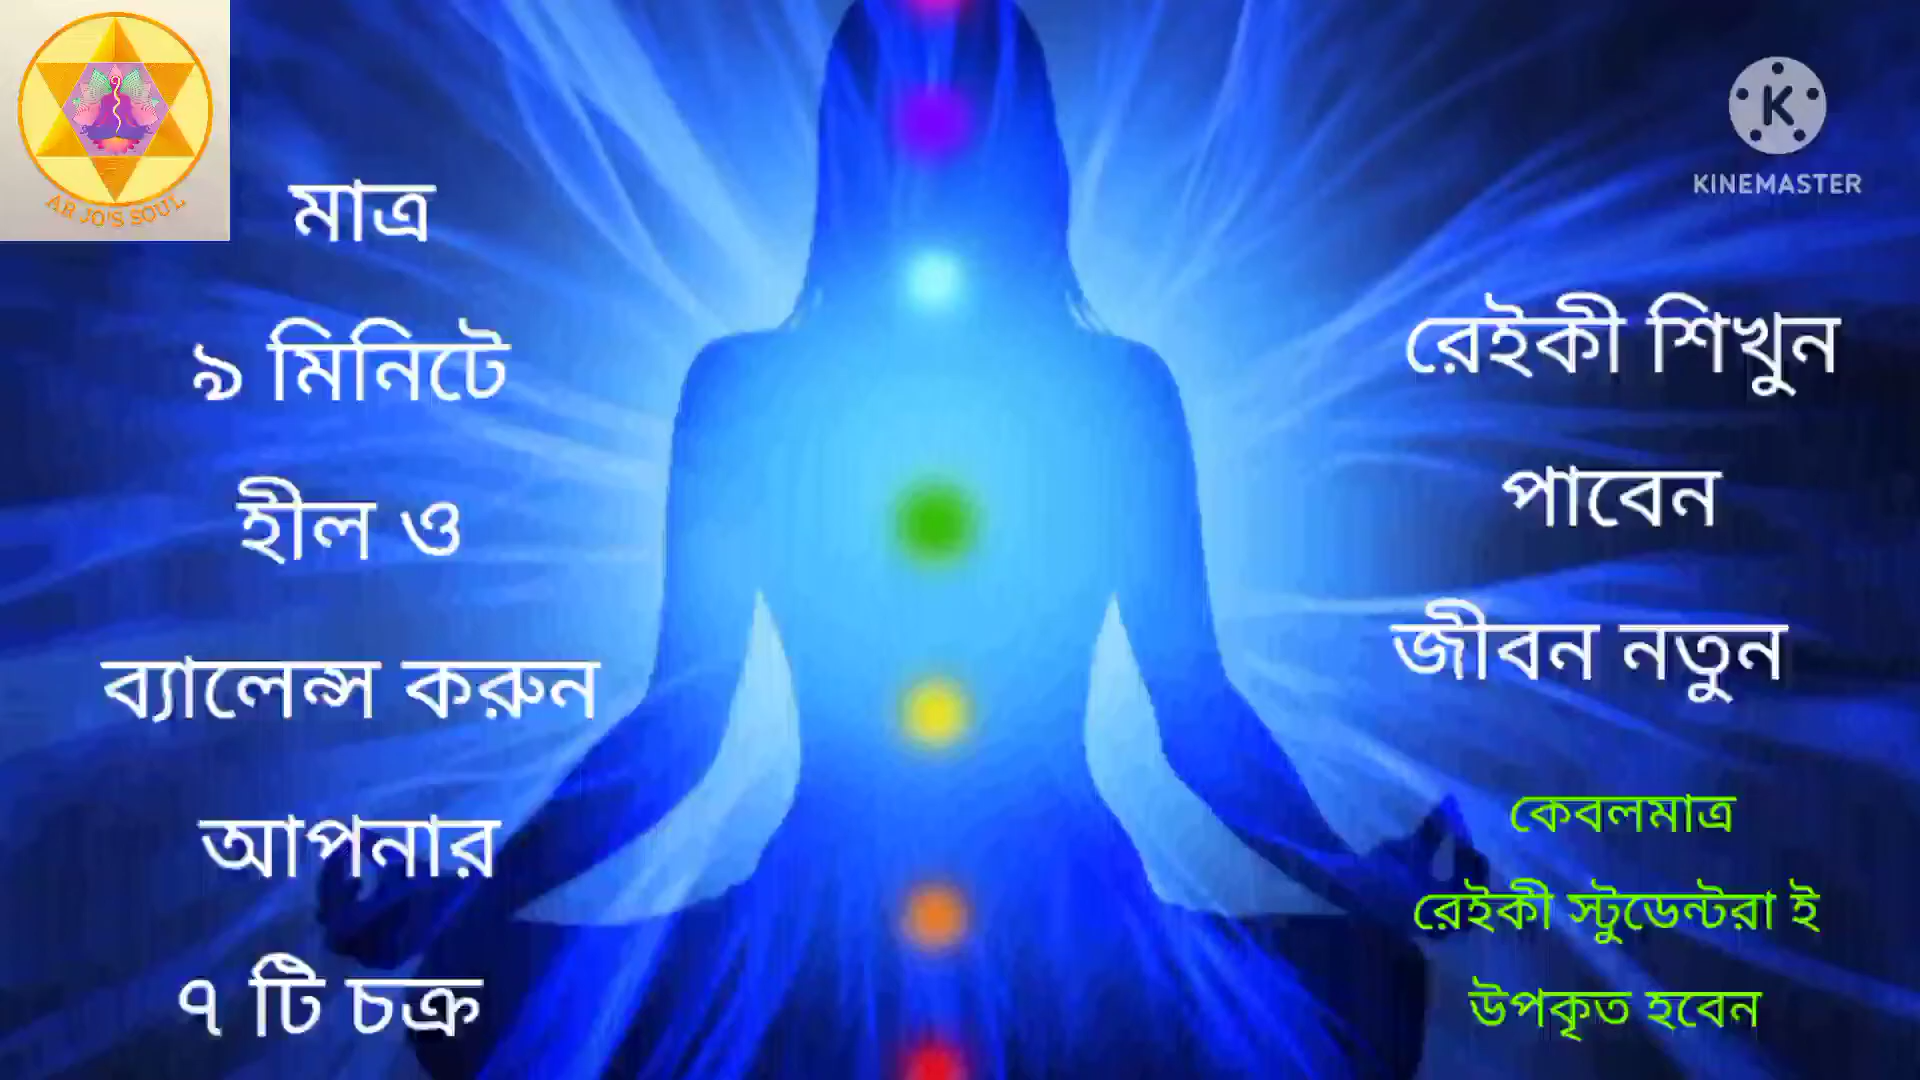 AR JO'S SOUL
মাত্র
৯ মিনিটে
হীল ও
ব্যালেন্স করুন
আপনার
৭ টি চক্র
KINEMASTER
রেইকী শিখুন
পাবেন
জীবন নতুন
কেবলমাত্র
রেইকী স্টুডেন্টরা ই
উপকৃত হবেন